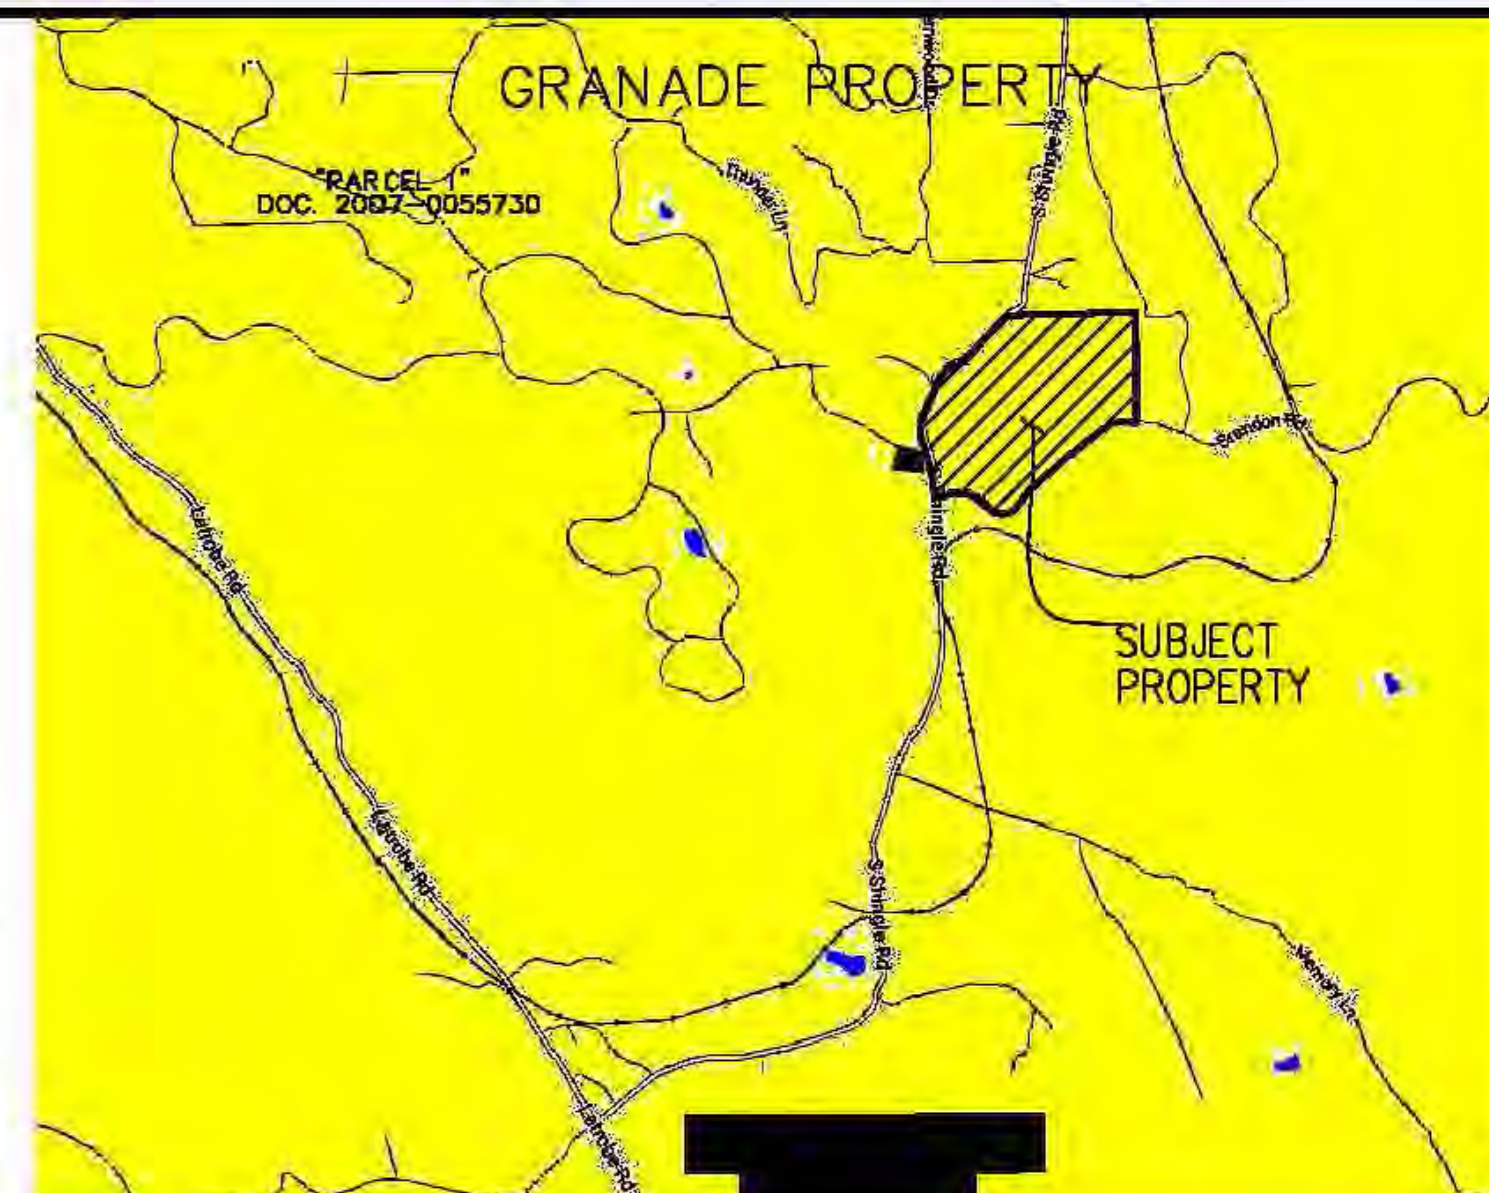 GRANADE PROPERTY
"PARCEL 1"
DOC. 2007-0055730
S Shingle Rd
Thunder Ln
Brandon Rd
Latrobe Rd
S Shingle Rd
SUBJECT
PROPERTY
Latrobe Rd
S Shingle Rd
Memory Ln
Latrobe Rd